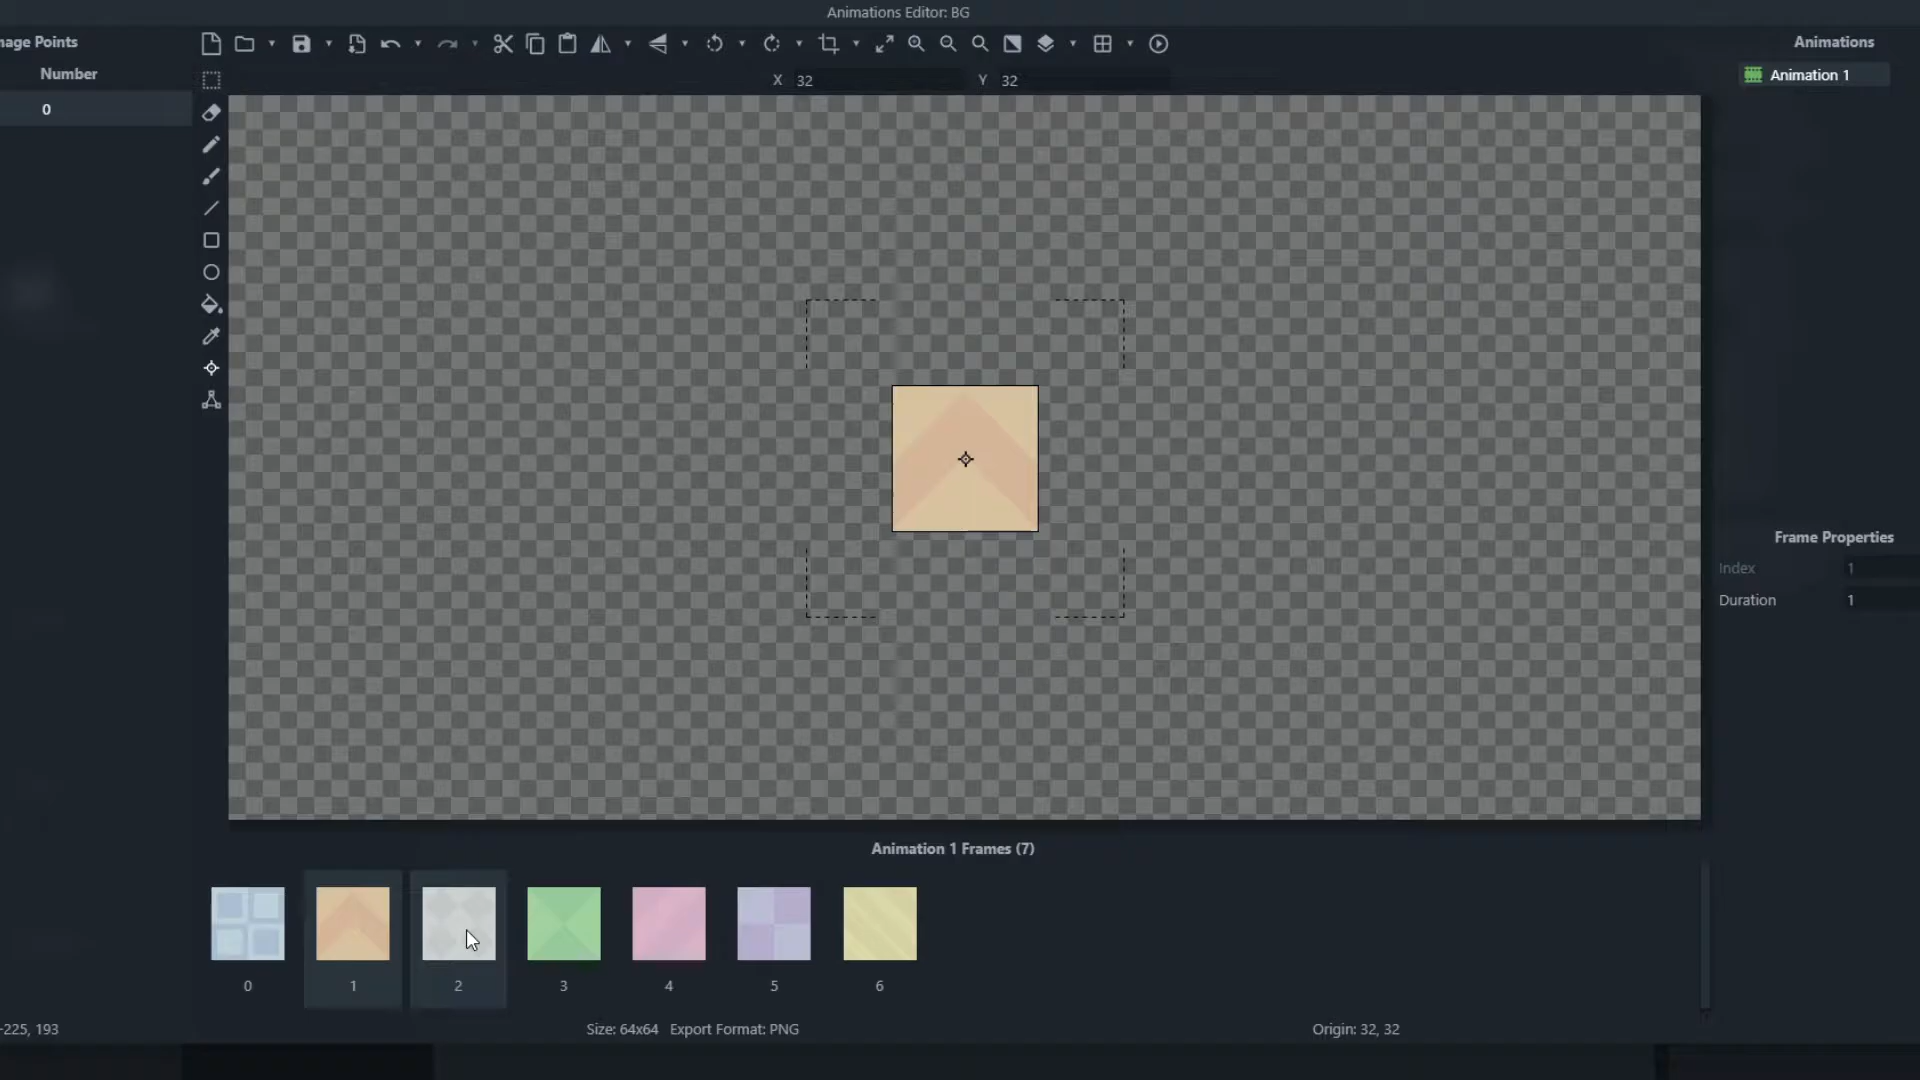 Animations Editor: BG
mage Points
Number
0
X 32
Y 32
Animations
Animation 1
Frame Properties
Index 1
Duration 1
Animation 1 Frames (7)
0
1
2
3
4
5
6
-225, 193
Size: 64x64 Export Format: PNG
Origin: 32, 32